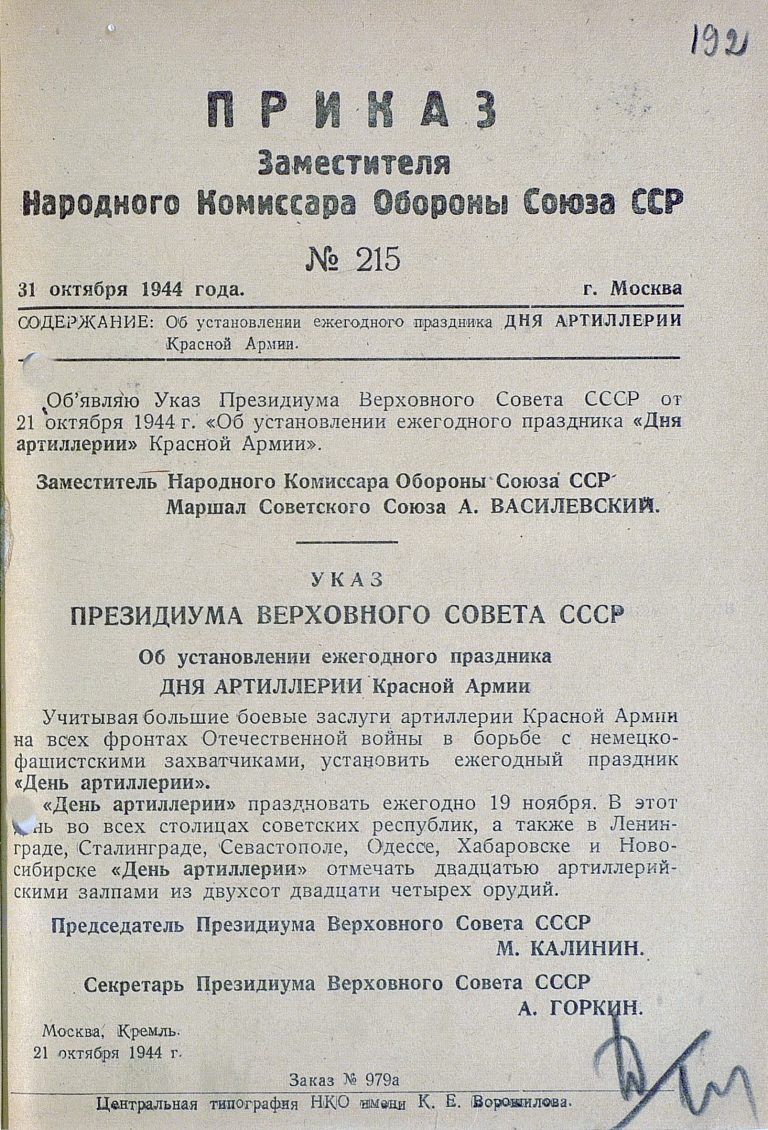 192
ПРИКАЗ
Заместителя
Народного Комиссара Обороны Союза ССР
№ 215
31 октября 1944 года. г. Москва
СОДЕРЖАНИЕ: Об установлении ежегодного праздника ДНЯ АРТИЛЛЕРИИ
Красной Армии.
Об'являю Указ Президиума Верховного Совета СССР от
21 октября 1944 г. «Об установлении ежегодного праздника «Дня
артиллерии» Красной Армии».
Заместитель Народного Комиссара Обороны Союза ССР
Маршал Советского Союза А. ВАСИЛЕВСКИЙ.
УКАЗ
ПРЕЗИДИУМА ВЕРХОВНОГО СОВЕТА СССР
Об установлении ежегодного праздника
ДНЯ АРТИЛЛЕРИИ Красной Армии
Учитывая большие боевые заслуги артиллерии Красной Армии
на всех фронтах Отечественной войны в борьбе с немецко-
фашистскими захватчиками, установить ежегодный праздник
«День артиллерии».
«День артиллерии» праздновать ежегодно 19 ноября. В этот
день во всех столицах советских республик, а также в Ленин-
граде, Сталинграде, Севастополе, Одессе, Хабаровске и Ново-
сибирске «День артиллерии» отмечать двадцатью артиллерий-
скими залпами из двухсот двадцати четырех орудий.
Председатель Президиума Верховного Совета СССР
М. КАЛИНИН.
Секретарь Президиума Верховного Совета СССР
А. ГОРКИН.
Москва, Кремль.
21 октября 1944 г.
Заказ № 979а
Центральная типография НКО имени К. Е. Ворошилова.